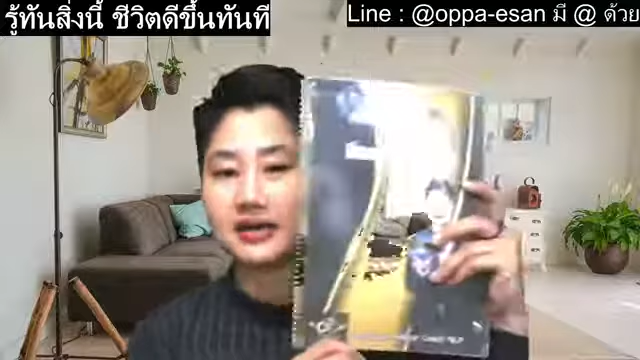 รู้ทันสิ่งนี้ ชีวิตดีขึ้นทันที
Line : @oppa-esan มี @ ด้วย